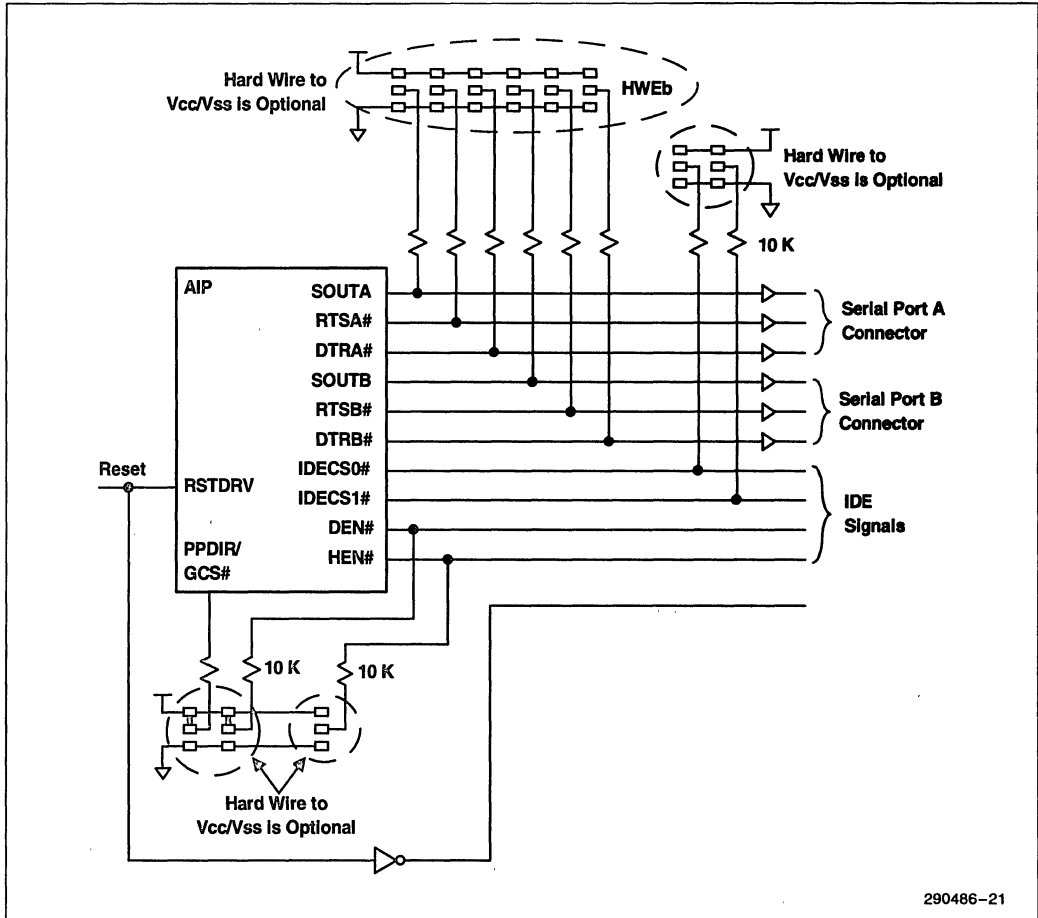 Hard Wire to
Vcc/Vss is Optional
HWEb
Hard Wire to
Vcc/Vss is Optional
10 K
AIP
SOUTA
RTSA#
DTRA#
SOUTB
RTSB#
DTRB#
IDECS0#
IDECS1#
DEN#
HEN#
Reset
RSTDRV
PPDIR/
GCS#
Serial Port A
Connector
Serial Port B
Connector
IDE
Signals
10 K
10 K
Hard Wire to
Vcc/Vss is Optional
290486-21